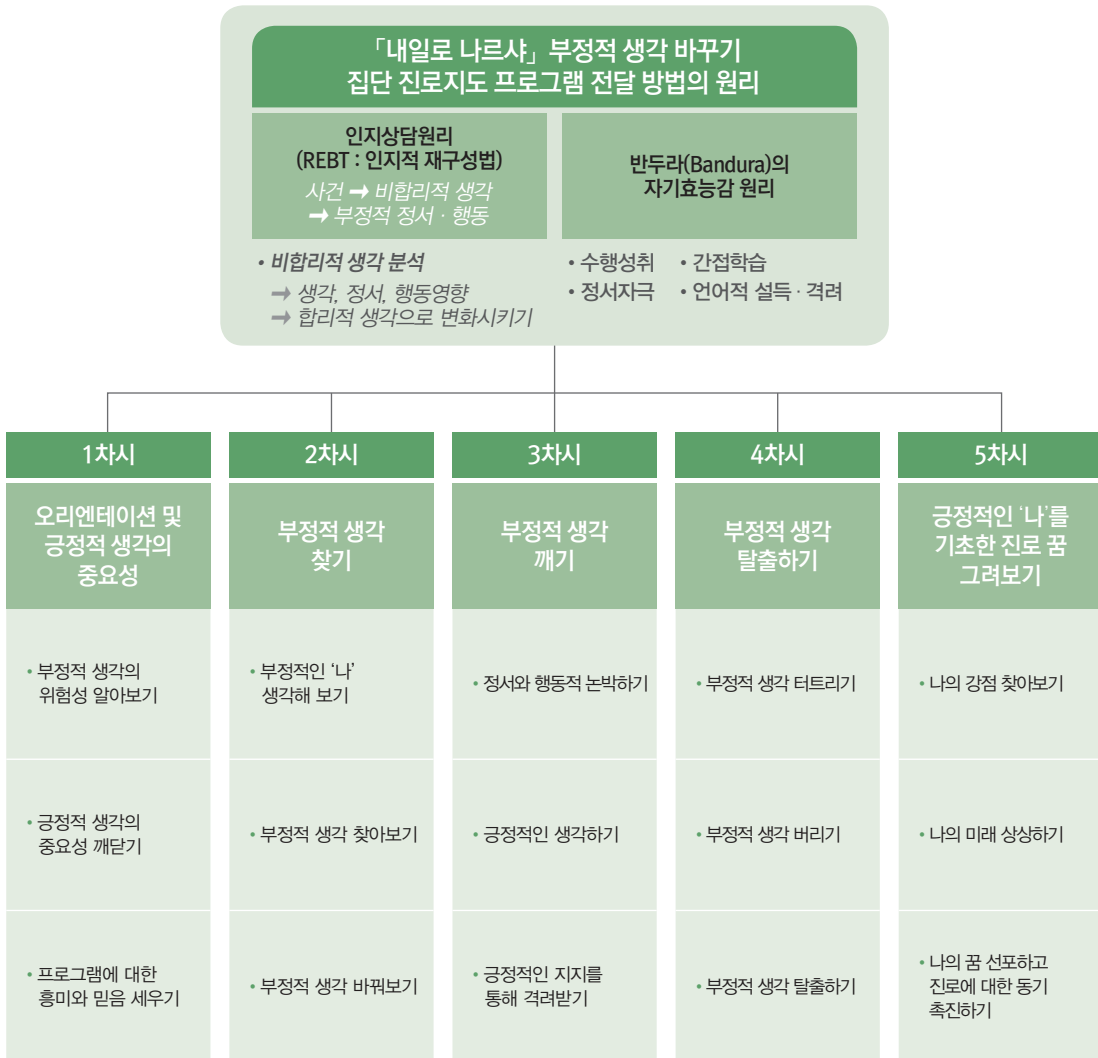 「내일로 나르샤」 부정적 생각 바꾸기
집단 진로지도 프로그램 전달 방법의 원리
인지상담원리
(REBT : 인지적 재구성법)
사건 ➡ 비합리적 생각
➡ 부정적 정서 · 행동
• 비합리적 생각 분석
➡ 생각, 정서, 행동영향
➡ 합리적 생각으로 변화시키기
반두라(Bandura)의
자기효능감 원리
• 수행성취 • 간접학습
• 정서자극 • 언어적 설득 · 격려
1차시
오리엔테이션 및
긍정적 생각의
중요성
• 부정적 생각의
위험성 알아보기
• 긍정적 생각의
중요성 깨닫기
• 프로그램에 대한
흥미와 믿음 세우기
2차시
부정적 생각
찾기
• 부정적인 ‘나’
생각해 보기
• 부정적 생각 찾아보기
• 부정적 생각 바꿔보기
3차시
부정적 생각
깨기
• 정서와 행동적 논박하기
• 긍정적인 생각하기
• 긍정적인 지지를
통해 격려받기
4차시
부정적 생각
탈출하기
• 부정적 생각 터트리기
• 부정적 생각 버리기
• 부정적 생각 탈출하기
5차시
긍정적인 ‘나’를
기초한 진로 꿈
그려보기
• 나의 강점 찾아보기
• 나의 미래 상상하기
• 나의 꿈 선포하고
진로에 대한 동기
촉진하기